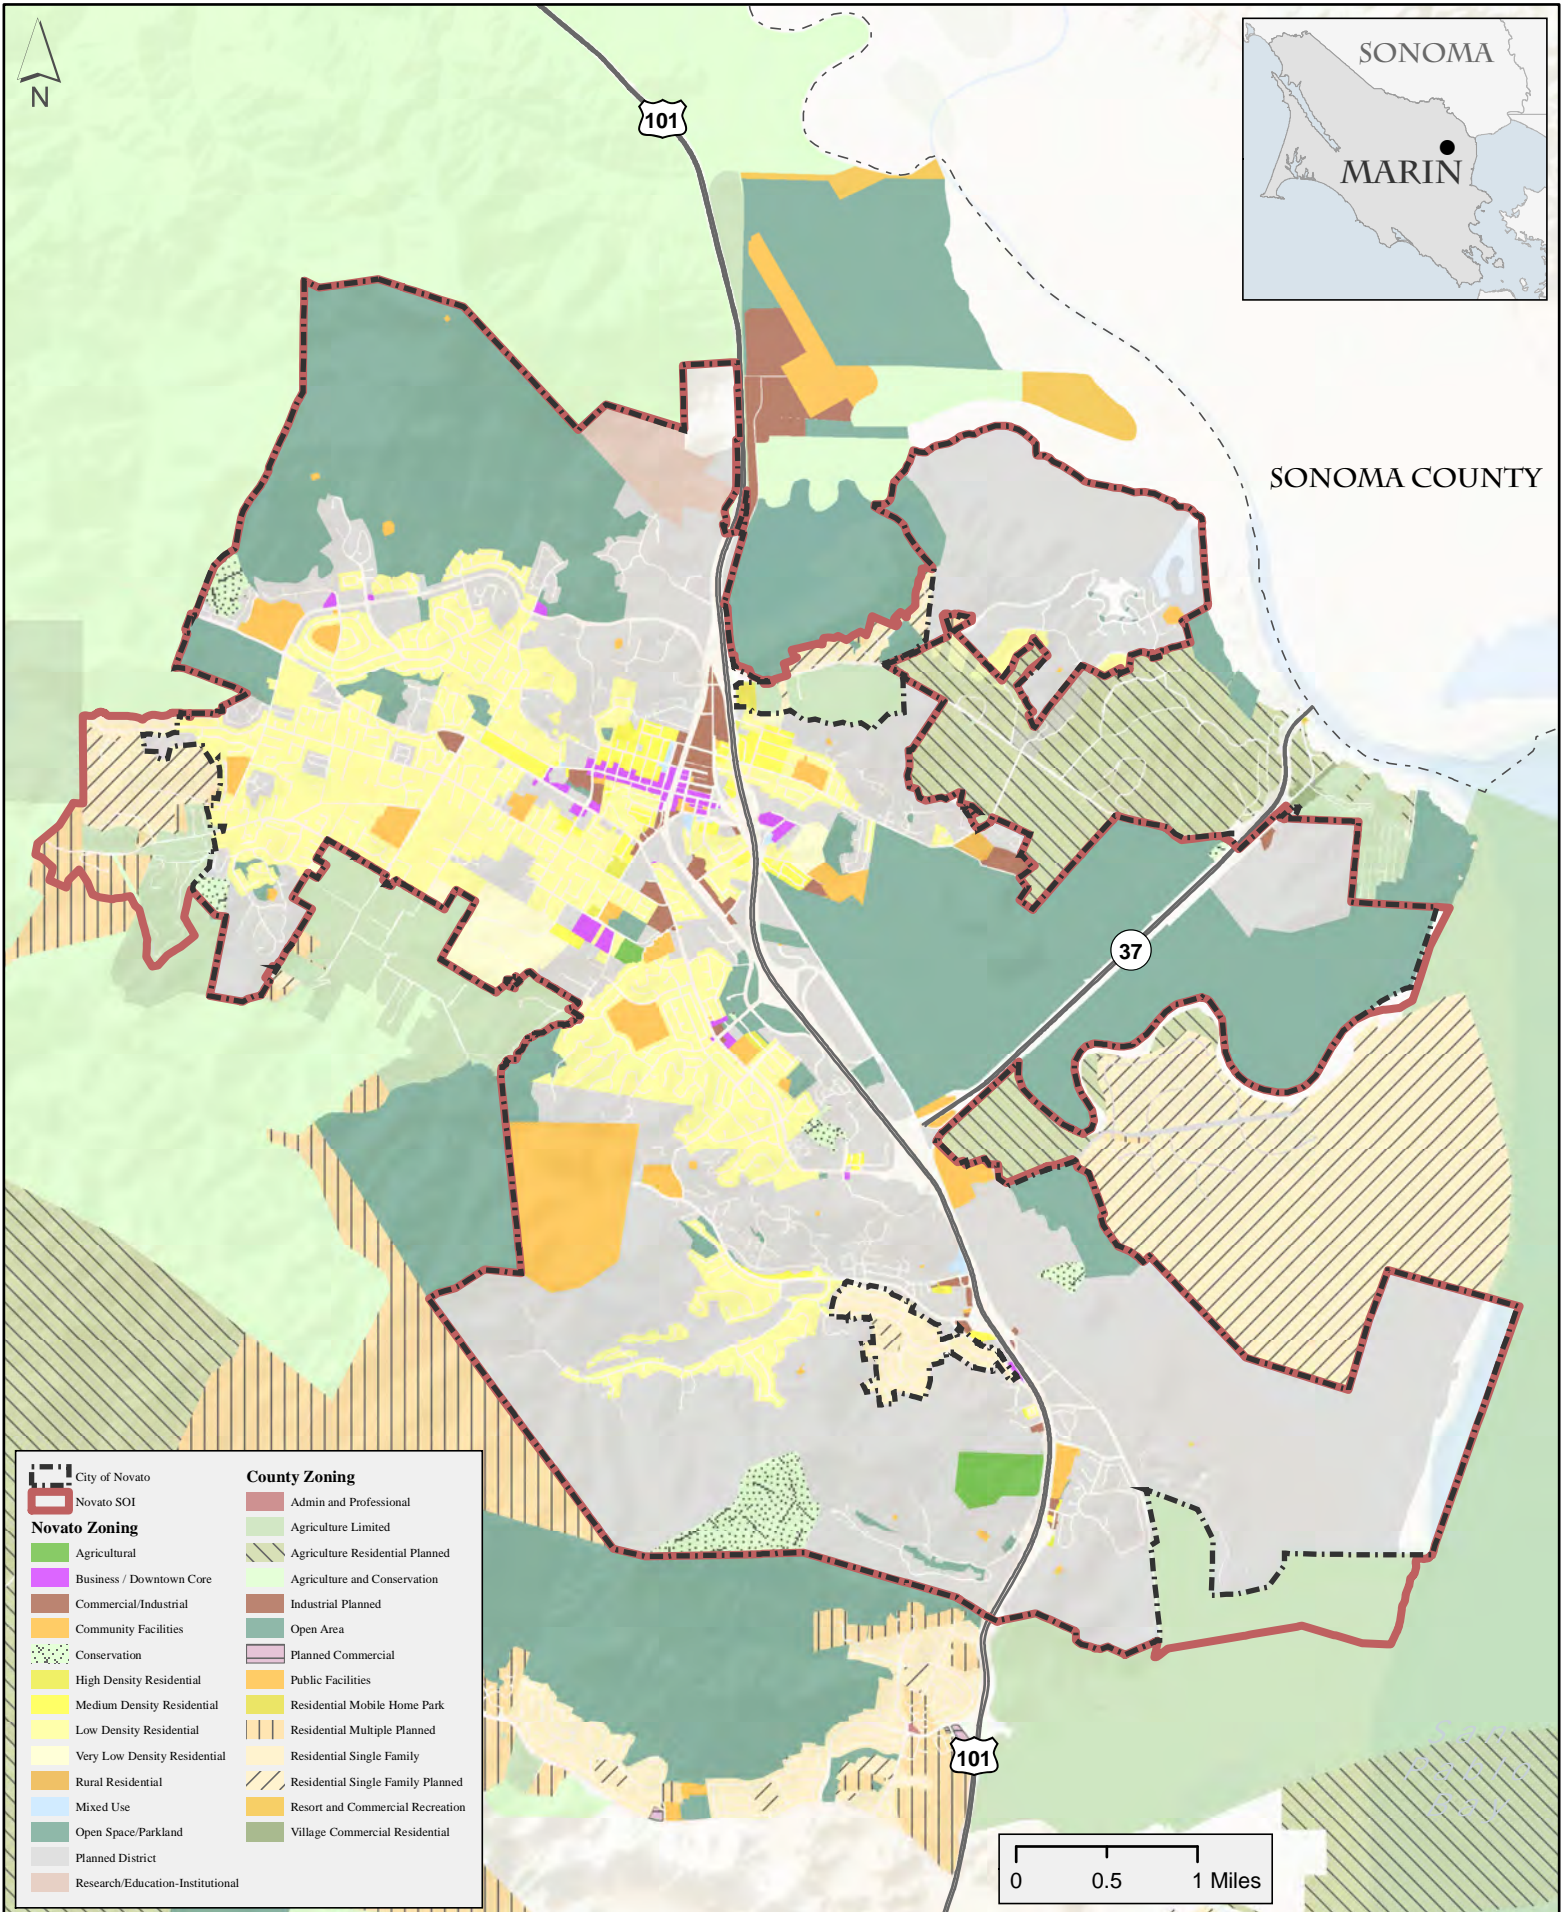 N
101
SONOMA
MARIN
SONOMA COUNTY
37
City of Novato
Novato SOI
Novato Zoning
Agricultural
Business / Downtown Core
Commercial/Industrial
Community Facilities
Conservation
High Density Residential
Medium Density Residential
Low Density Residential
Very Low Density Residential
Rural Residential
Mixed Use
Open Space/Parkland
Planned District
Research/Education-Institutional
County Zoning
Admin and Professional
Agriculture Limited
Agriculture Residential Planned
Agriculture and Conservation
Industrial Planned
Open Area
Planned Commercial
Public Facilities
Residential Mobile Home Park
Residential Multiple Planned
Residential Single Family
Residential Single Family Planned
Resort and Commercial Recreation
Village Commercial Residential
101
San
Pablo
Bay
0 0.5 1 Miles